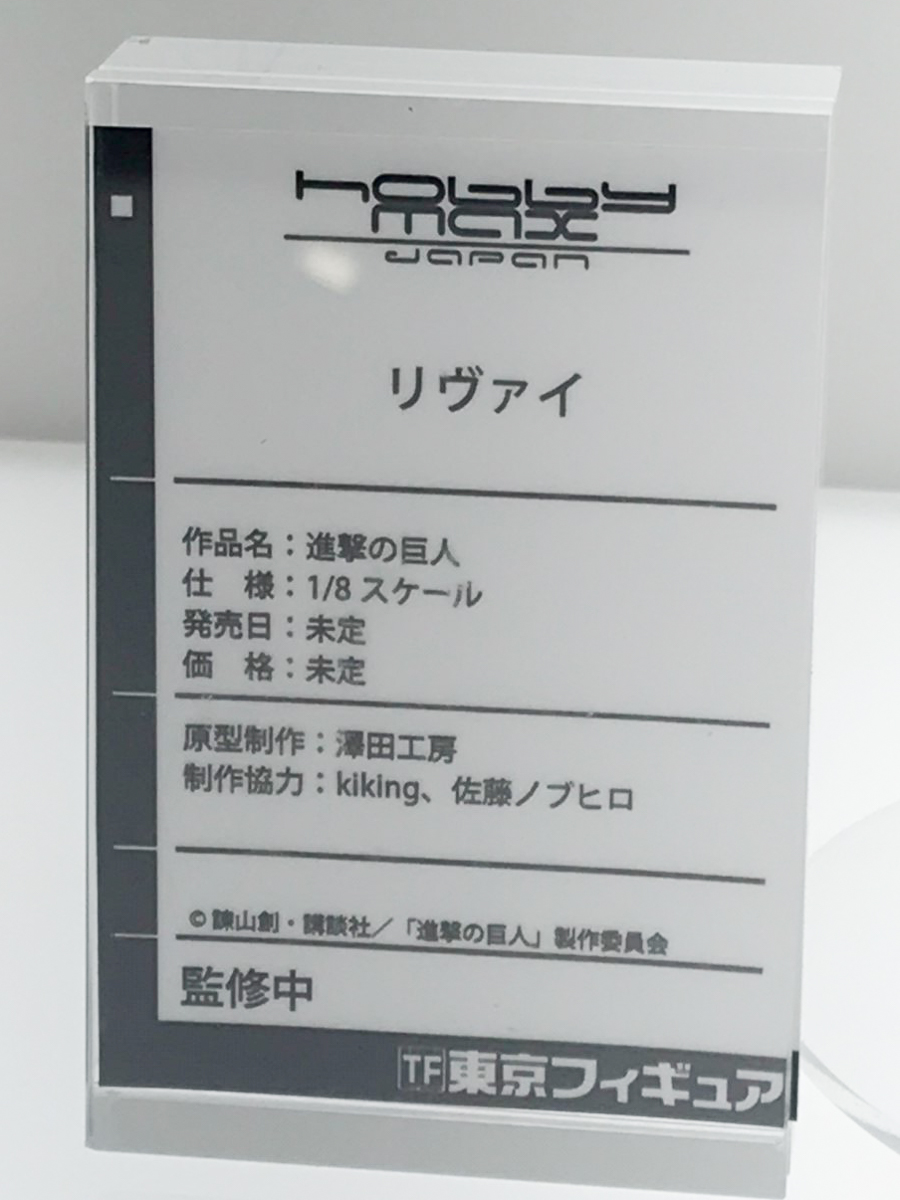 hobby
max
JAPAN
リヴァイ
作品名：進撃の巨人
仕　様：1/8 スケール
発売日：未定
価　格：未定
原型制作：澤田工房
制作協力：kiking、佐藤ノブヒロ
© 諫山創・講談社／「進撃の巨人」製作委員会
監修中
TF 東京フィギュア